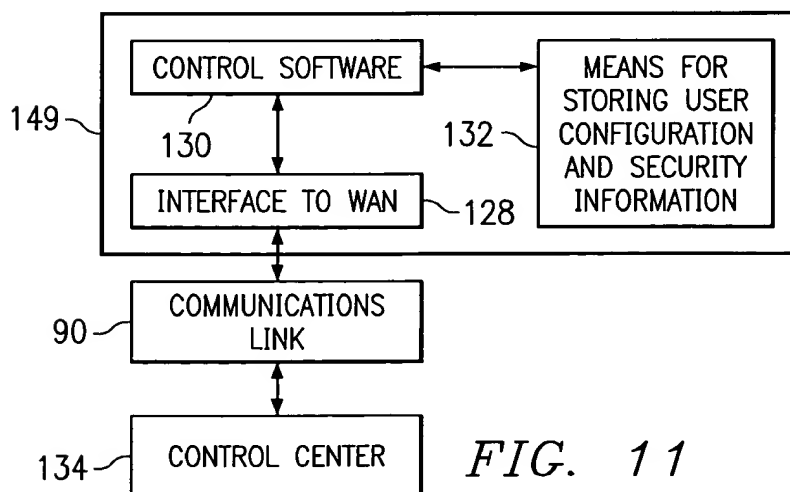 CONTROL SOFTWARE
130
149
MEANS FOR
STORING USER
CONFIGURATION
AND SECURITY
INFORMATION
132
INTERFACE TO WAN
128
COMMUNICATIONS
LINK
90
CONTROL CENTER
134
FIG. 11